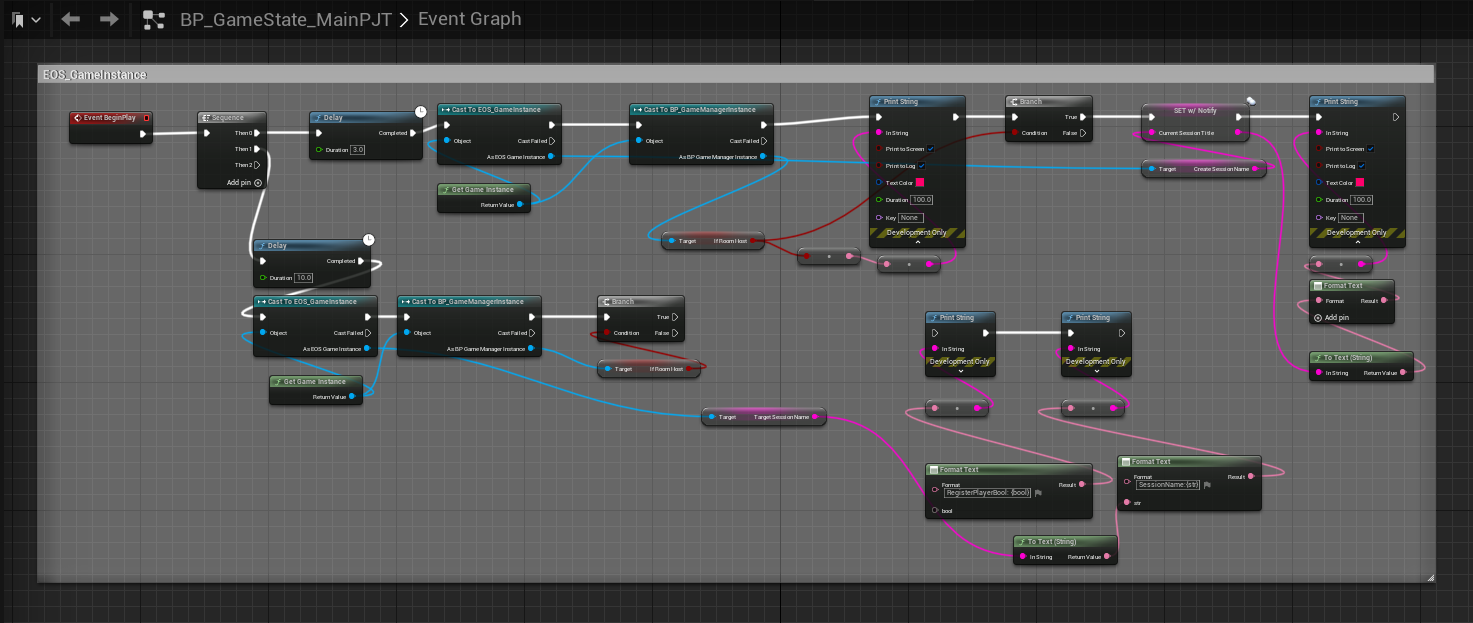 BP_GameState_MainPJT > Event Graph
EOS_GameInstance
Event BeginPlay
Sequence
Then 0
Then 1
Then 2
Add pin
Delay
Completed
Duration 3.0
Cast To EOS_GameInstance
Object
Cast Failed
As EOS Game Instance
Get Game Instance
Return Value
Cast To BP_GameManagerInstance
Object
Cast Failed
As BP Game Manager Instance
Target If Room Host
Print String
In String
Print to Screen
Print to Log
Text Color
Duration 100.0
Key None
Development Only
Branch
True
Condition False
SET w/ Notify
Current Session Title
Target Create Session Name
Print String
In String
Print to Screen
Print to Log
Text Color
Duration 100.0
Key None
Development Only
Format Text
Format Result
Add pin
To Text (String)
In String Return Value
Delay
Completed
Duration 10.0
Cast To EOS_GameInstance
Object Cast Failed
As EOS Game Instance
Get Game Instance
Return Value
Cast To BP_GameManagerInstance
Object Cast Failed
As BP Game Manager Instance
Branch
True
Condition False
Target If Room Host
Target Target Session Name
Print String
In String
Development Only
Print String
In String
Development Only
Format Text
Format Result
RegisterPlayerBool: {bool}
bool
Format Text
Format Result
SessionName:{str}
str
To Text (String)
In String Return Value